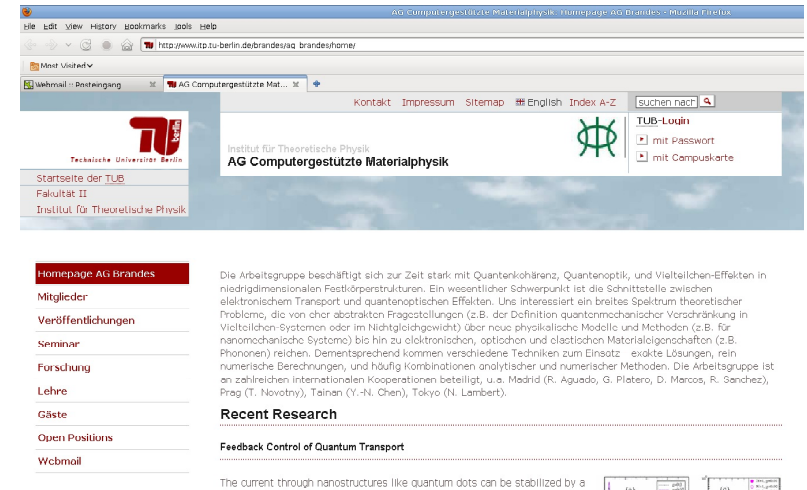 AG Computergestützte Materialphysik: Homepage AG Brandes - Mozilla Firefox
File Edit View History Bookmarks Tools Help
http://www.itp.tu-berlin.de/brandes/ag_brandes/home/
Most Visited
Webmail :: Posteingang AG Computergestützte Mat...
Kontakt Impressum Sitemap English Index A-Z suchen nach
berlin
Technische Universität Berlin
TUB-Login
mit Passwort
mit Campuskarte
Institut für Theoretische Physik
AG Computergestützte Materialphysik
Startseite der TUB
Fakultät II
Institut für Theoretische Physik
Homepage AG Brandes
Mitglieder
Veröffentlichungen
Seminar
Forschung
Lehre
Gäste
Open Positions
Webmail
Die Arbeitsgruppe beschäftigt sich zur Zeit stark mit Quantenkohärenz, Quantenoptik, und Vielteilchen-Effekten in
niedrigdimensionalen Festkörperstrukturen. Ein wesentlicher Schwerpunkt ist die Schnittstelle zwischen
elektronischem Transport und quantenoptischen Effekten. Uns interessiert ein breites Spektrum theoretischer
Probleme, die von eher abstrakten Fragestellungen (z.B. der Definition quantenmechanischer Verschränkung in
Vielteilchen-Systemen oder im Nichtgleichgewicht) über neue physikalische Modelle und Methoden (z.B. für
nanomechanische Systeme) bis hin zu elektronischen, optischen und elastischen Materialeigenschaften (z.B.
Phononen) reichen. Dementsprechend kommen verschiedene Techniken zum Einsatz exakte Lösungen, rein
numerische Berechnungen, und häufig Kombinationen analytischer und numerischer Methoden. Die Arbeitsgruppe ist
an zahlreichen internationalen Kooperationen beteiligt, u.a. Madrid (R. Aguado, G. Platero, D. Marcos, R. Sanchez),
Prag (T. Novotny), Tainan (Y.-N. Chen), Tokyo (N. Lambert).
Recent Research
Feedback Control of Quantum Transport
The current through nanostructures like quantum dots can be stabilized by a